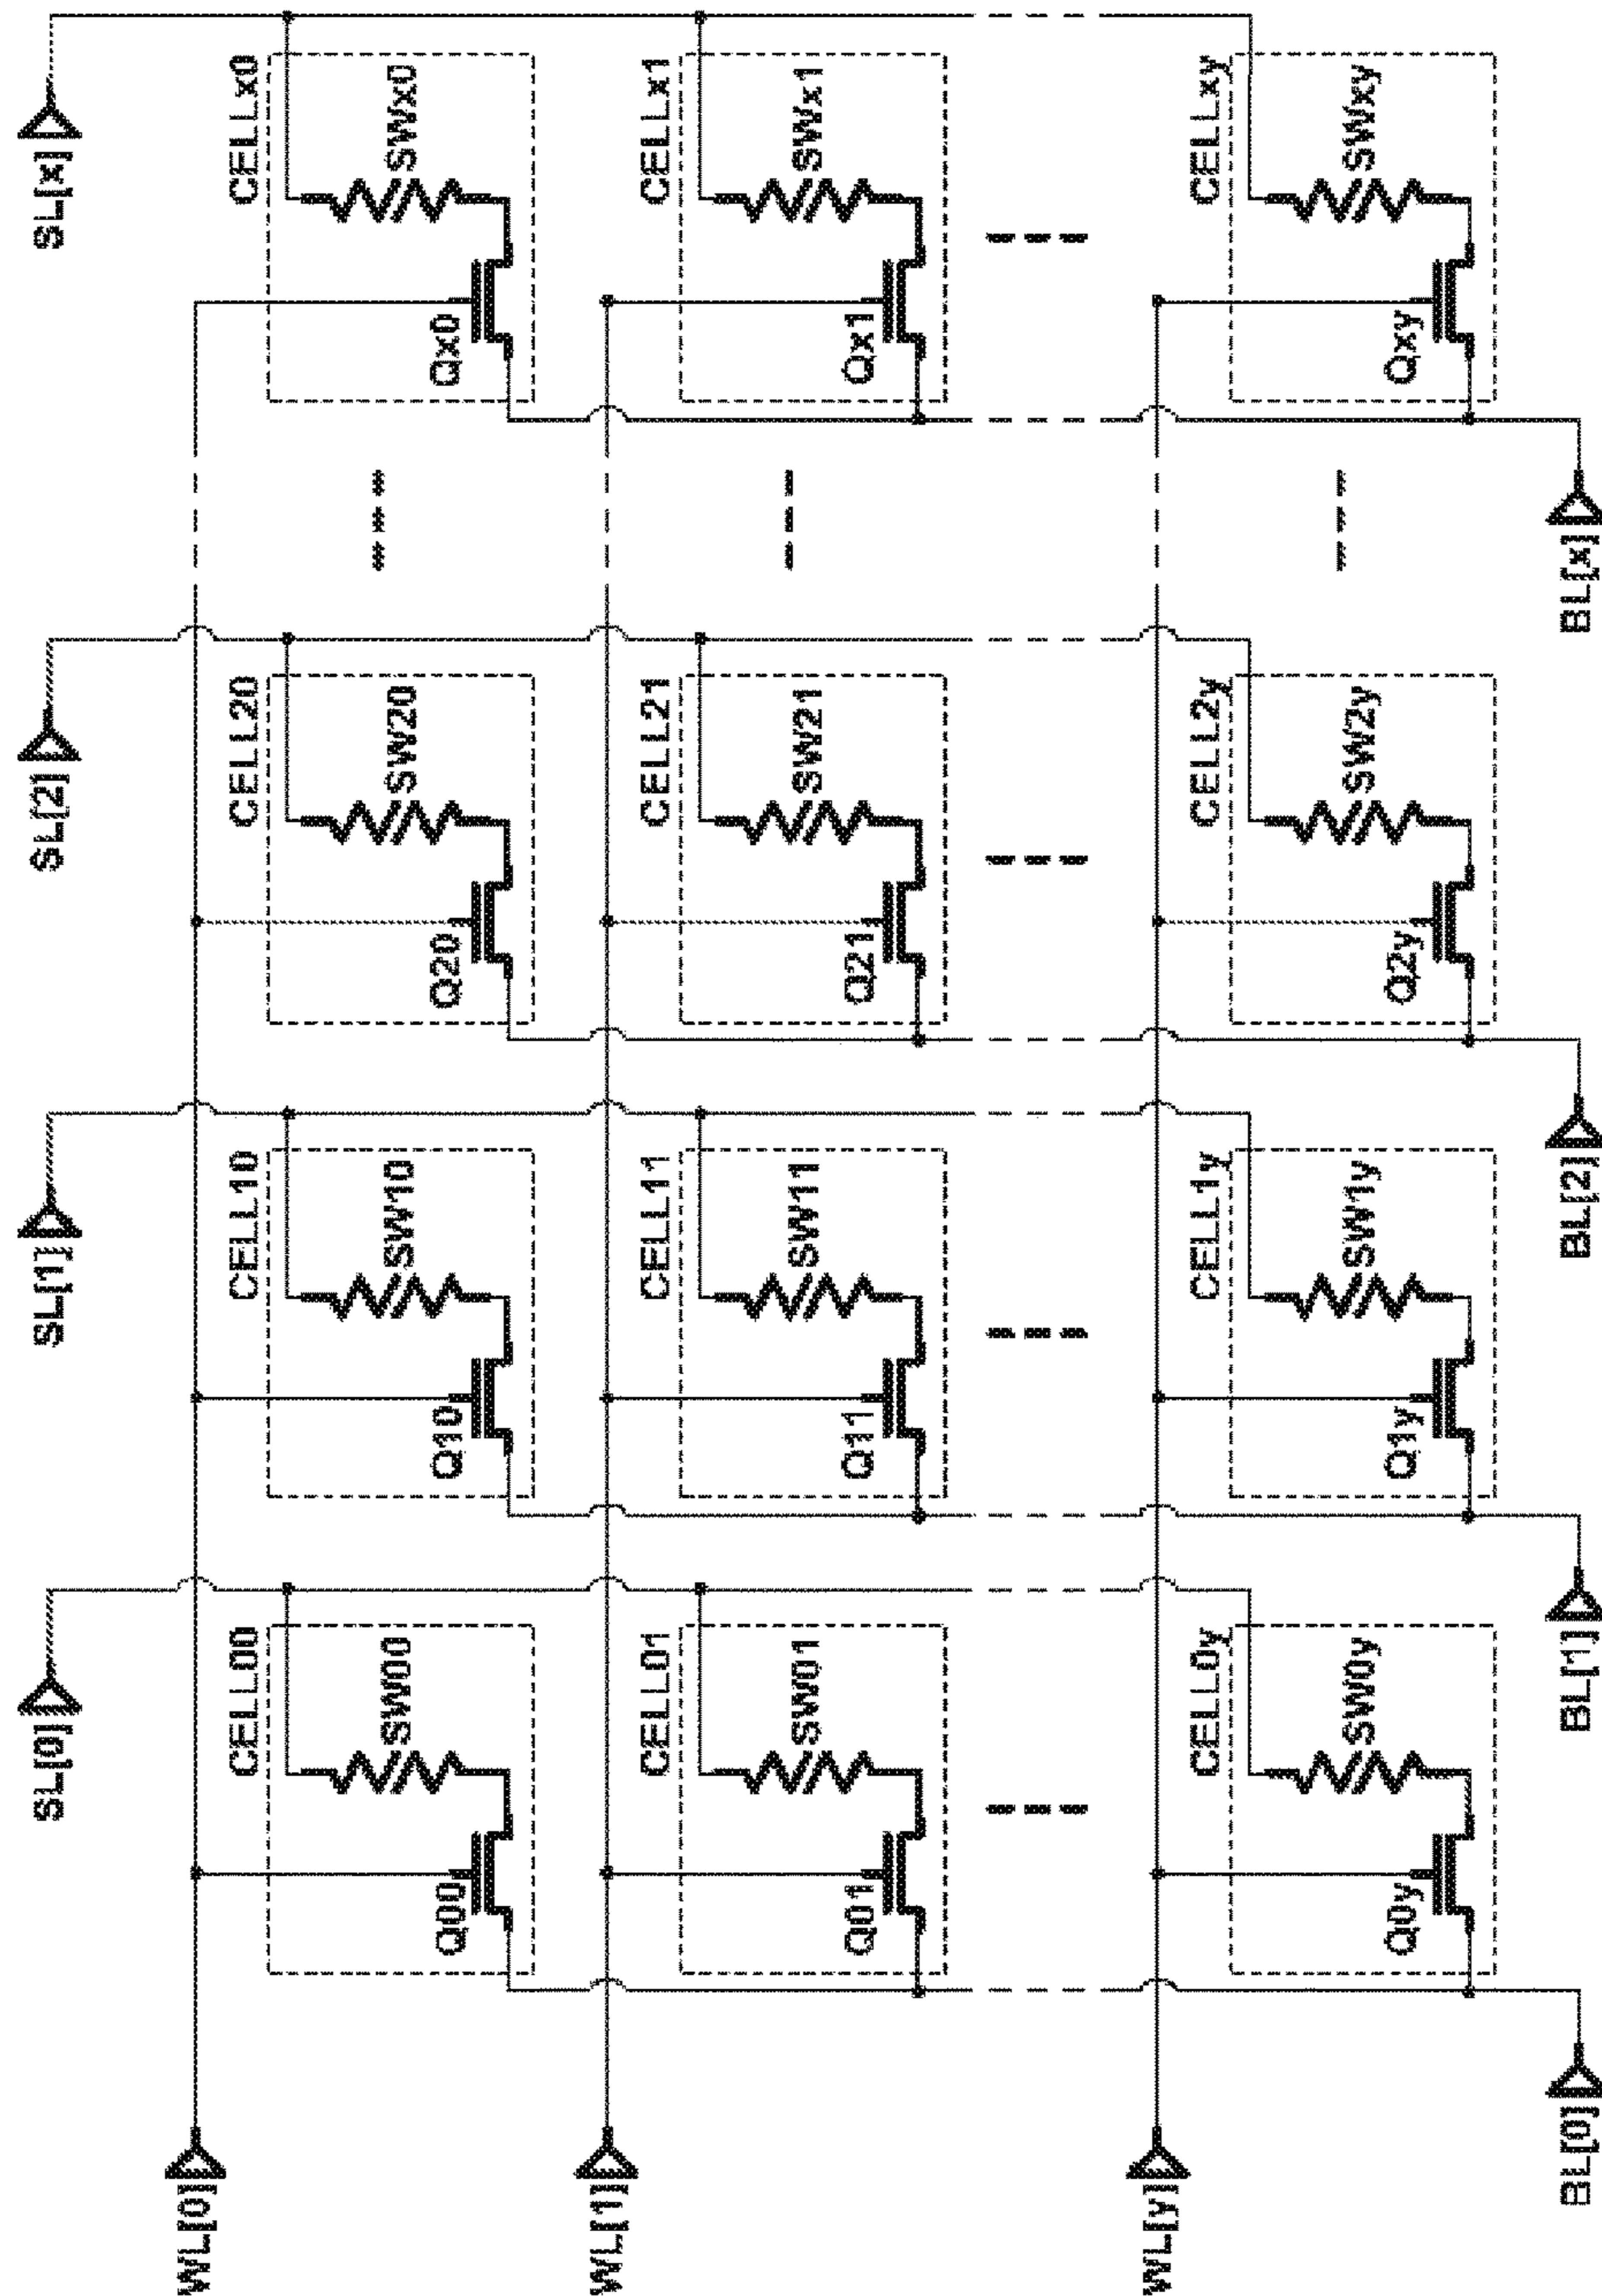 SL[0]
SL[1]
SL[2]
SL[x]
WL[0]
CELL00
SW00
Q00
CELL10
SW10
Q10
CELL20
SW20
Q20
CELLx0
SWx0
Qx0
WL[1]
CELL01
SW01
Q01
CELL11
SW11
Q11
CELL21
SW21
Q21
CELLx1
SWx1
Qx1
WL[y]
CELL0y
SW0y
Q0y
CELL1y
SW1y
Q1y
CELL2y
SW2y
Q2y
CELLxy
SWxy
Qxy
BL[0]
BL[1]
BL[2]
BL[x]